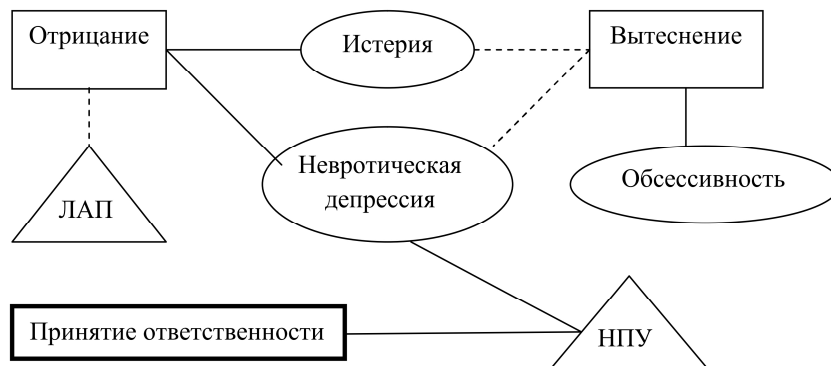 Отрицание
Истерия
Вытеснение
Невротическая
депрессия
Обсессивность
ЛАП
Принятие ответственности
НПУ